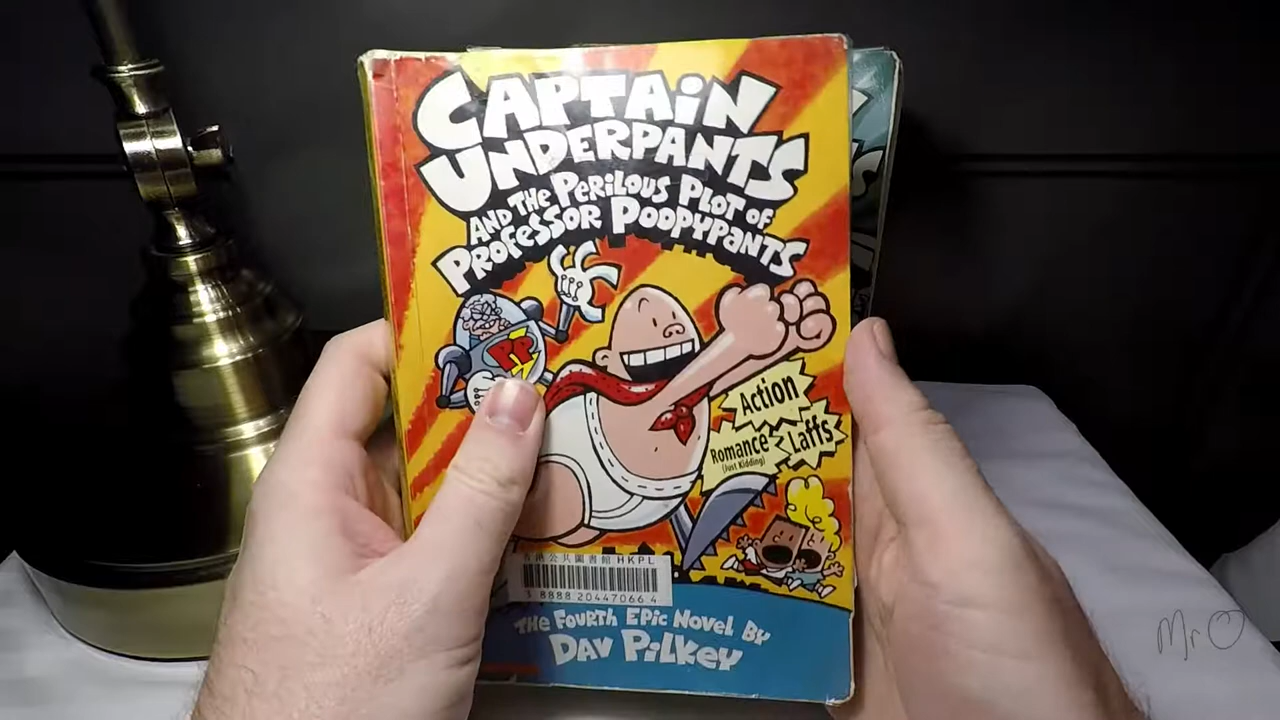 CAPTAIN
UNDERPANTS
AND THE PERILOUS PLOT OF
PROFESSOR POOPYPANTS
PP
Action
Romance
(Just Kidding)
Laffs
香港公共圖書館 HKPL
3 8888 20447066 4
THE FOURTH EPIC NOVEL BY
DAV PILKEY
Mr O